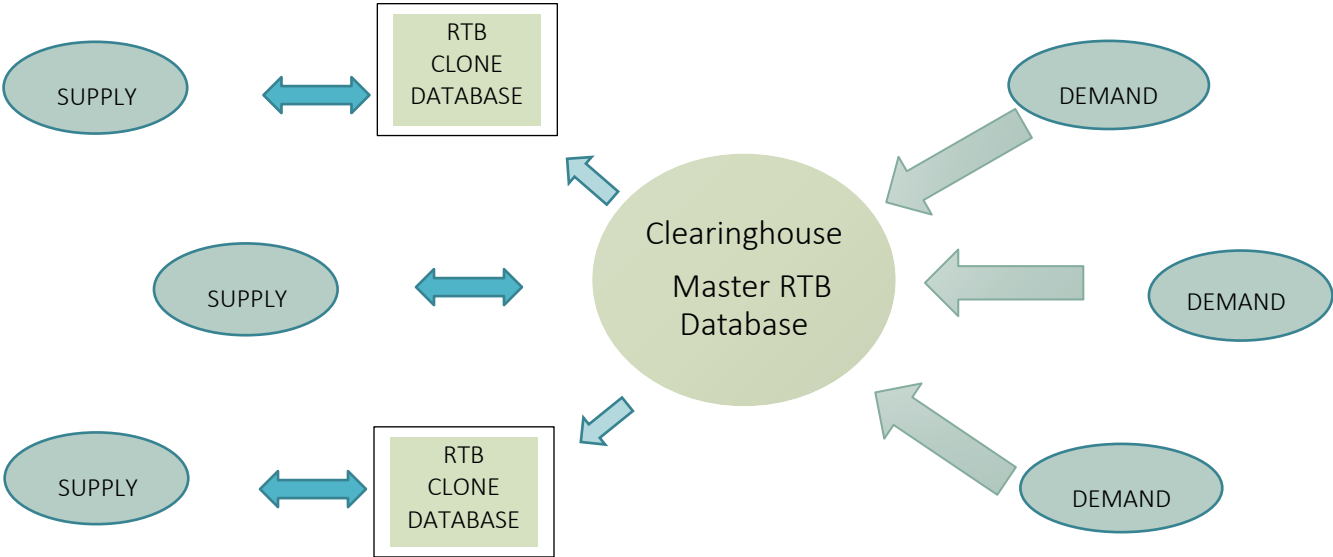 SUPPLY
RTB
CLONE
DATABASE
DEMAND
SUPPLY
Clearinghouse
Master RTB
Database
DEMAND
SUPPLY
RTB
CLONE
DATABASE
DEMAND